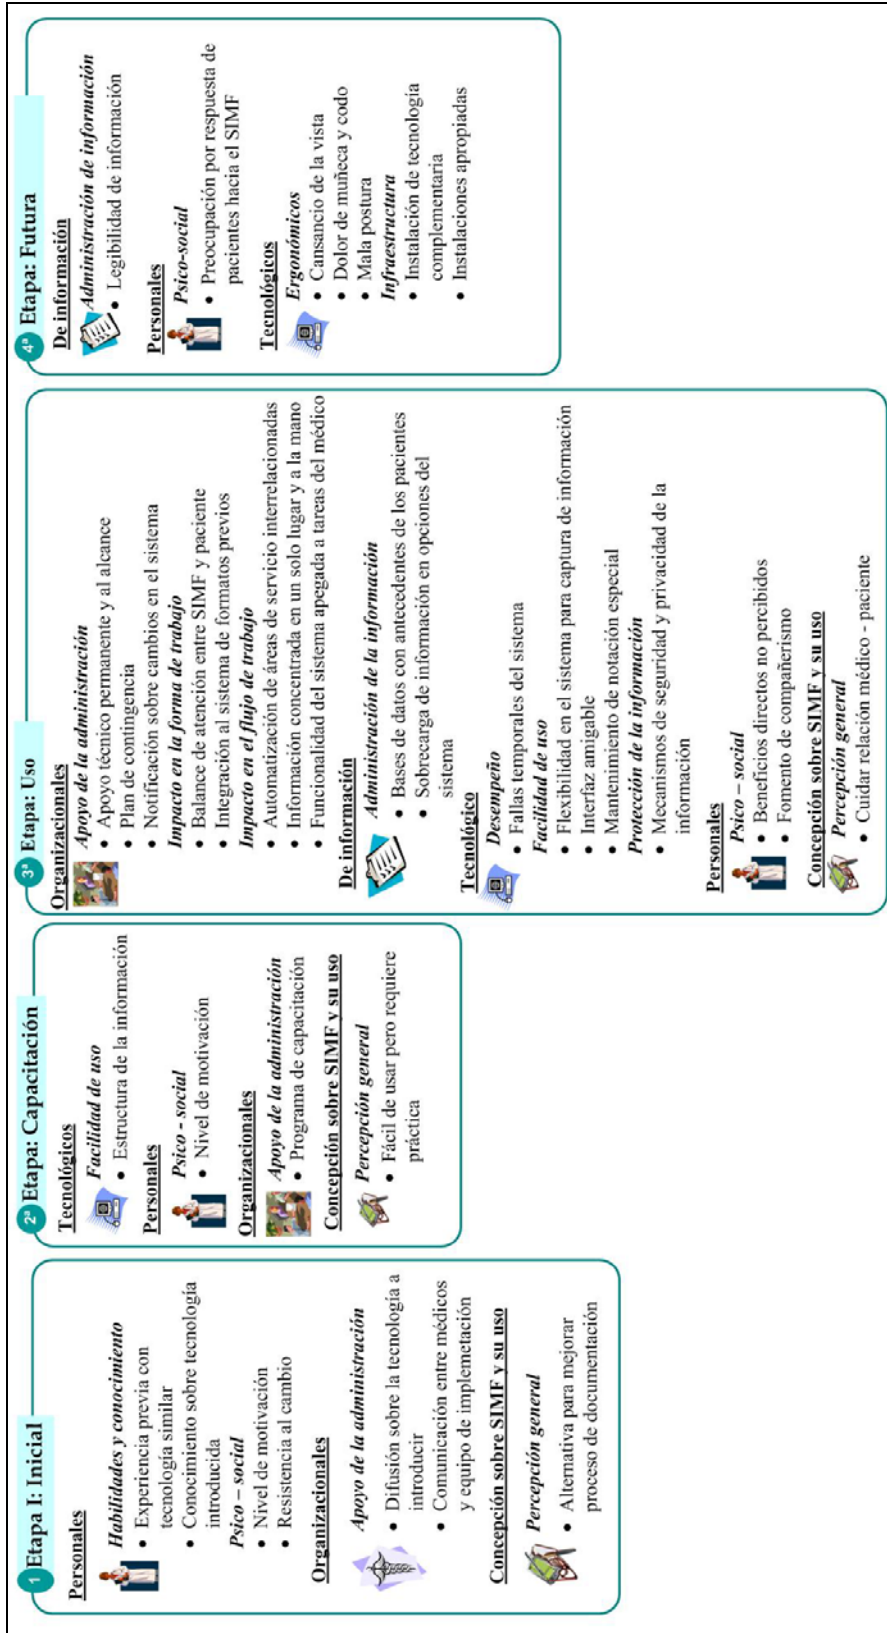 1 Etapa I: Inicial
Personales
Habilidades y conocimiento
• Experiencia previa con
tecnología similar
• Conocimiento sobre tecnología
introducida
Psico – social
• Nivel de motivación
• Resistencia al cambio
Organizacionales
Apoyo de la administración
• Difusión sobre la tecnología a
introducir
• Comunicación entre médicos
y equipo de implemetación
Concepción sobre SIMF y su uso
Percepción general
• Alternativa para mejorar
proceso de documentación
2ª Etapa: Capacitación
Tecnológicos
Facilidad de uso
• Estructura de la información
Personales
Psico - social
• Nivel de motivación
Organizacionales
Apoyo de la administración
• Programa de capacitación
Concepción sobre SIMF y su uso
Percepción general
• Fácil de usar pero requiere
práctica
3ª Etapa: Uso
Organizacionales
Apoyo de la administración
• Apoyo técnico permanente y al alcance
• Plan de contingencia
• Notificación sobre cambios en el sistema
Impacto en la forma de trabajo
• Balance de atención entre SIMF y paciente
• Integración al sistema de formatos previos
Impacto en el flujo de trabajo
• Automatización de áreas de servicio interrelacionadas
• Información concentrada en un solo lugar y a la mano
• Funcionalidad del sistema apegada a tareas del médico
De información
Administración de la información
• Bases de datos con antecedentes de los pacientes
• Sobrecarga de información en opciones del
sistema
Tecnológico
Desempeño
• Fallas temporales del sistema
Facilidad de uso
• Flexibilidad en el sistema para captura de información
• Interfaz amigable
• Mantenimiento de notación especial
Protección de la información
• Mecanismos de seguridad y privacidad de la
información
Personales
Psico – social
• Beneficios directos no percibidos
• Fomento de compañerismo
Concepción sobre SIMF y su uso
Percepción general
• Cuidar relación médico - paciente
4ª Etapa: Futura
De información
Administración de información
• Legibilidad de información
Personales
Psico-social
• Preocupación por respuesta de
pacientes hacia el SIMF
Tecnológicos
Ergonómicos
• Cansancio de la vista
• Dolor de muñeca y codo
• Mala postura
Infraestructura
• Instalación de tecnología
complementaria
• Instalaciones apropiadas